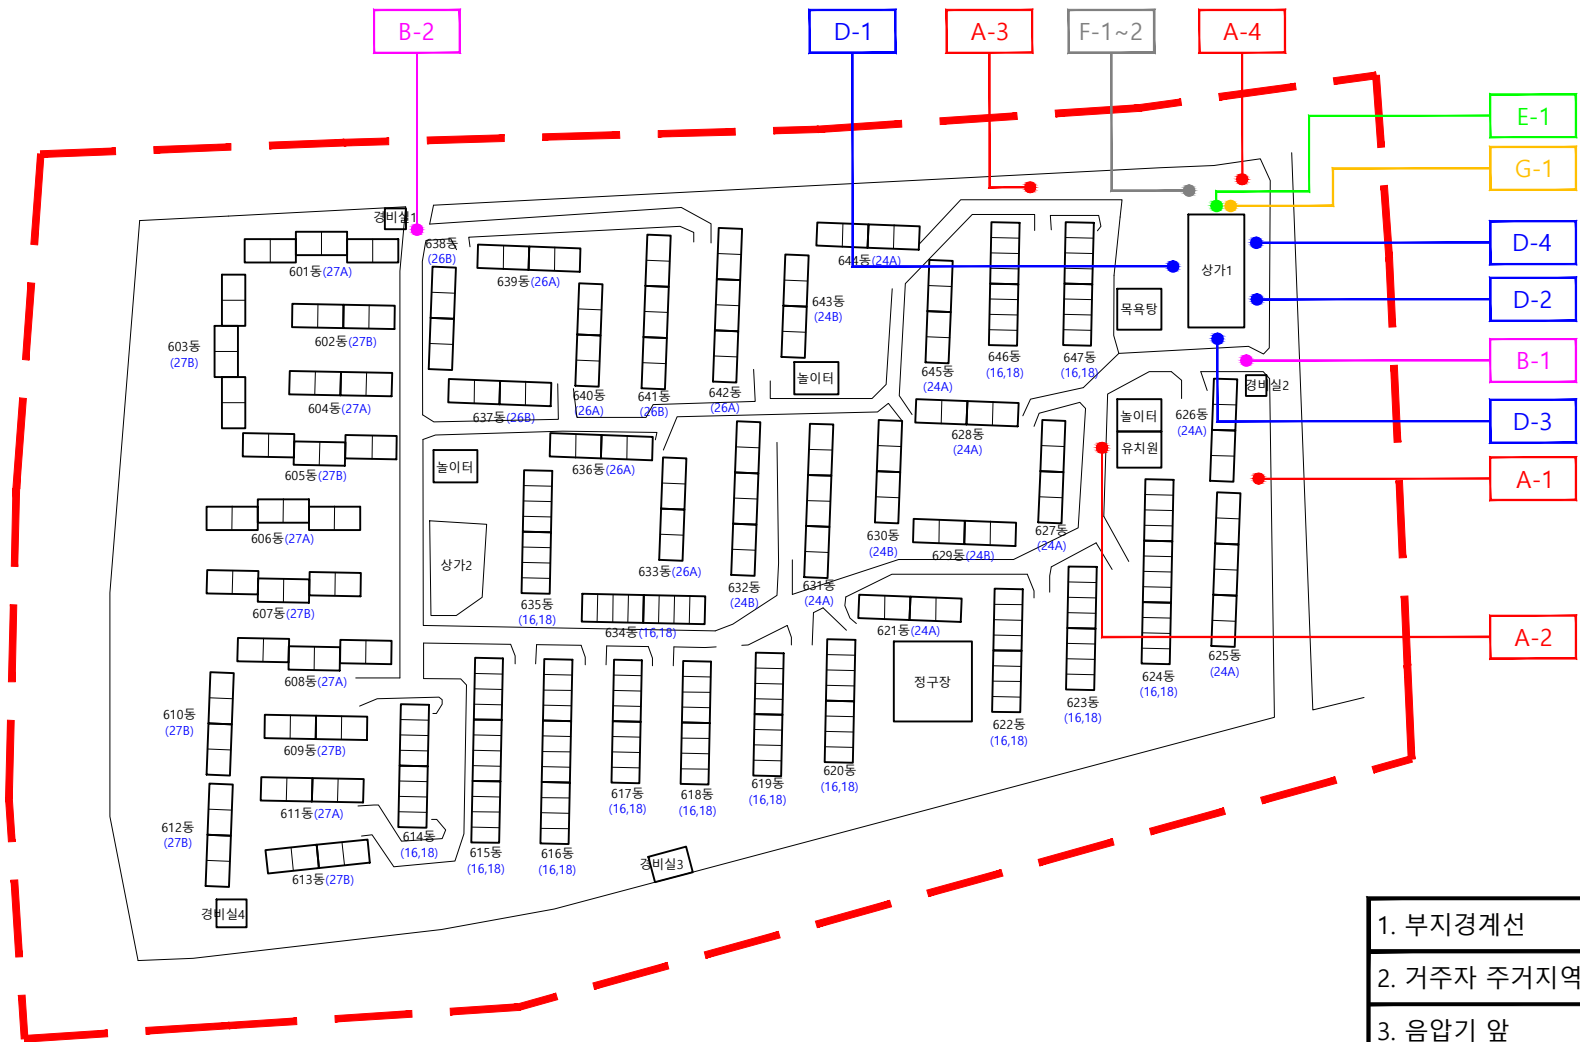 B-2
D-1
A-3
F-1~2
A-4
E-1
G-1
D-4
D-2
B-1
D-3
A-1
A-2
경비실1
601동(27A)
602동(27B)
603동
(27B)
604동(27A)
605동(27B)
606동(27A)
607동(27B)
608동(27A)
610동
(27B)
609동(27B)
611동(27A)
612동
(27B)
613동(27B)
경비실4
638동
(26B)
639동(26A)
637동(26B)
640동
(26A)
641동
(26B)
642동
(26A)
643동
(24B)
놀이터
644동(24A)
645동
(24A)
646동
(16,18)
647동
(16,18)
목욕탕
상가1
경비실2
놀이터
유치원
626동
(24A)
628동
(24A)
627동
(24A)
629동(24B)
630동
(24B)
631동
(24A)
632동
(24B)
633동(26A)
636동(26A)
놀이터
상가2
635동
(16,18)
634동(16,18)
621동(24A)
정구장
622동
(16,18)
623동
(16,18)
624동
(16,18)
625동
(24A)
614동
(16,18)
615동
(16,18)
616동
(16,18)
617동
(16,18)
618동
(16,18)
619동
(16,18)
620동
(16,18)
경비실3
1. 부지경계선
2. 거주자 주거지역
3. 음압기 앞